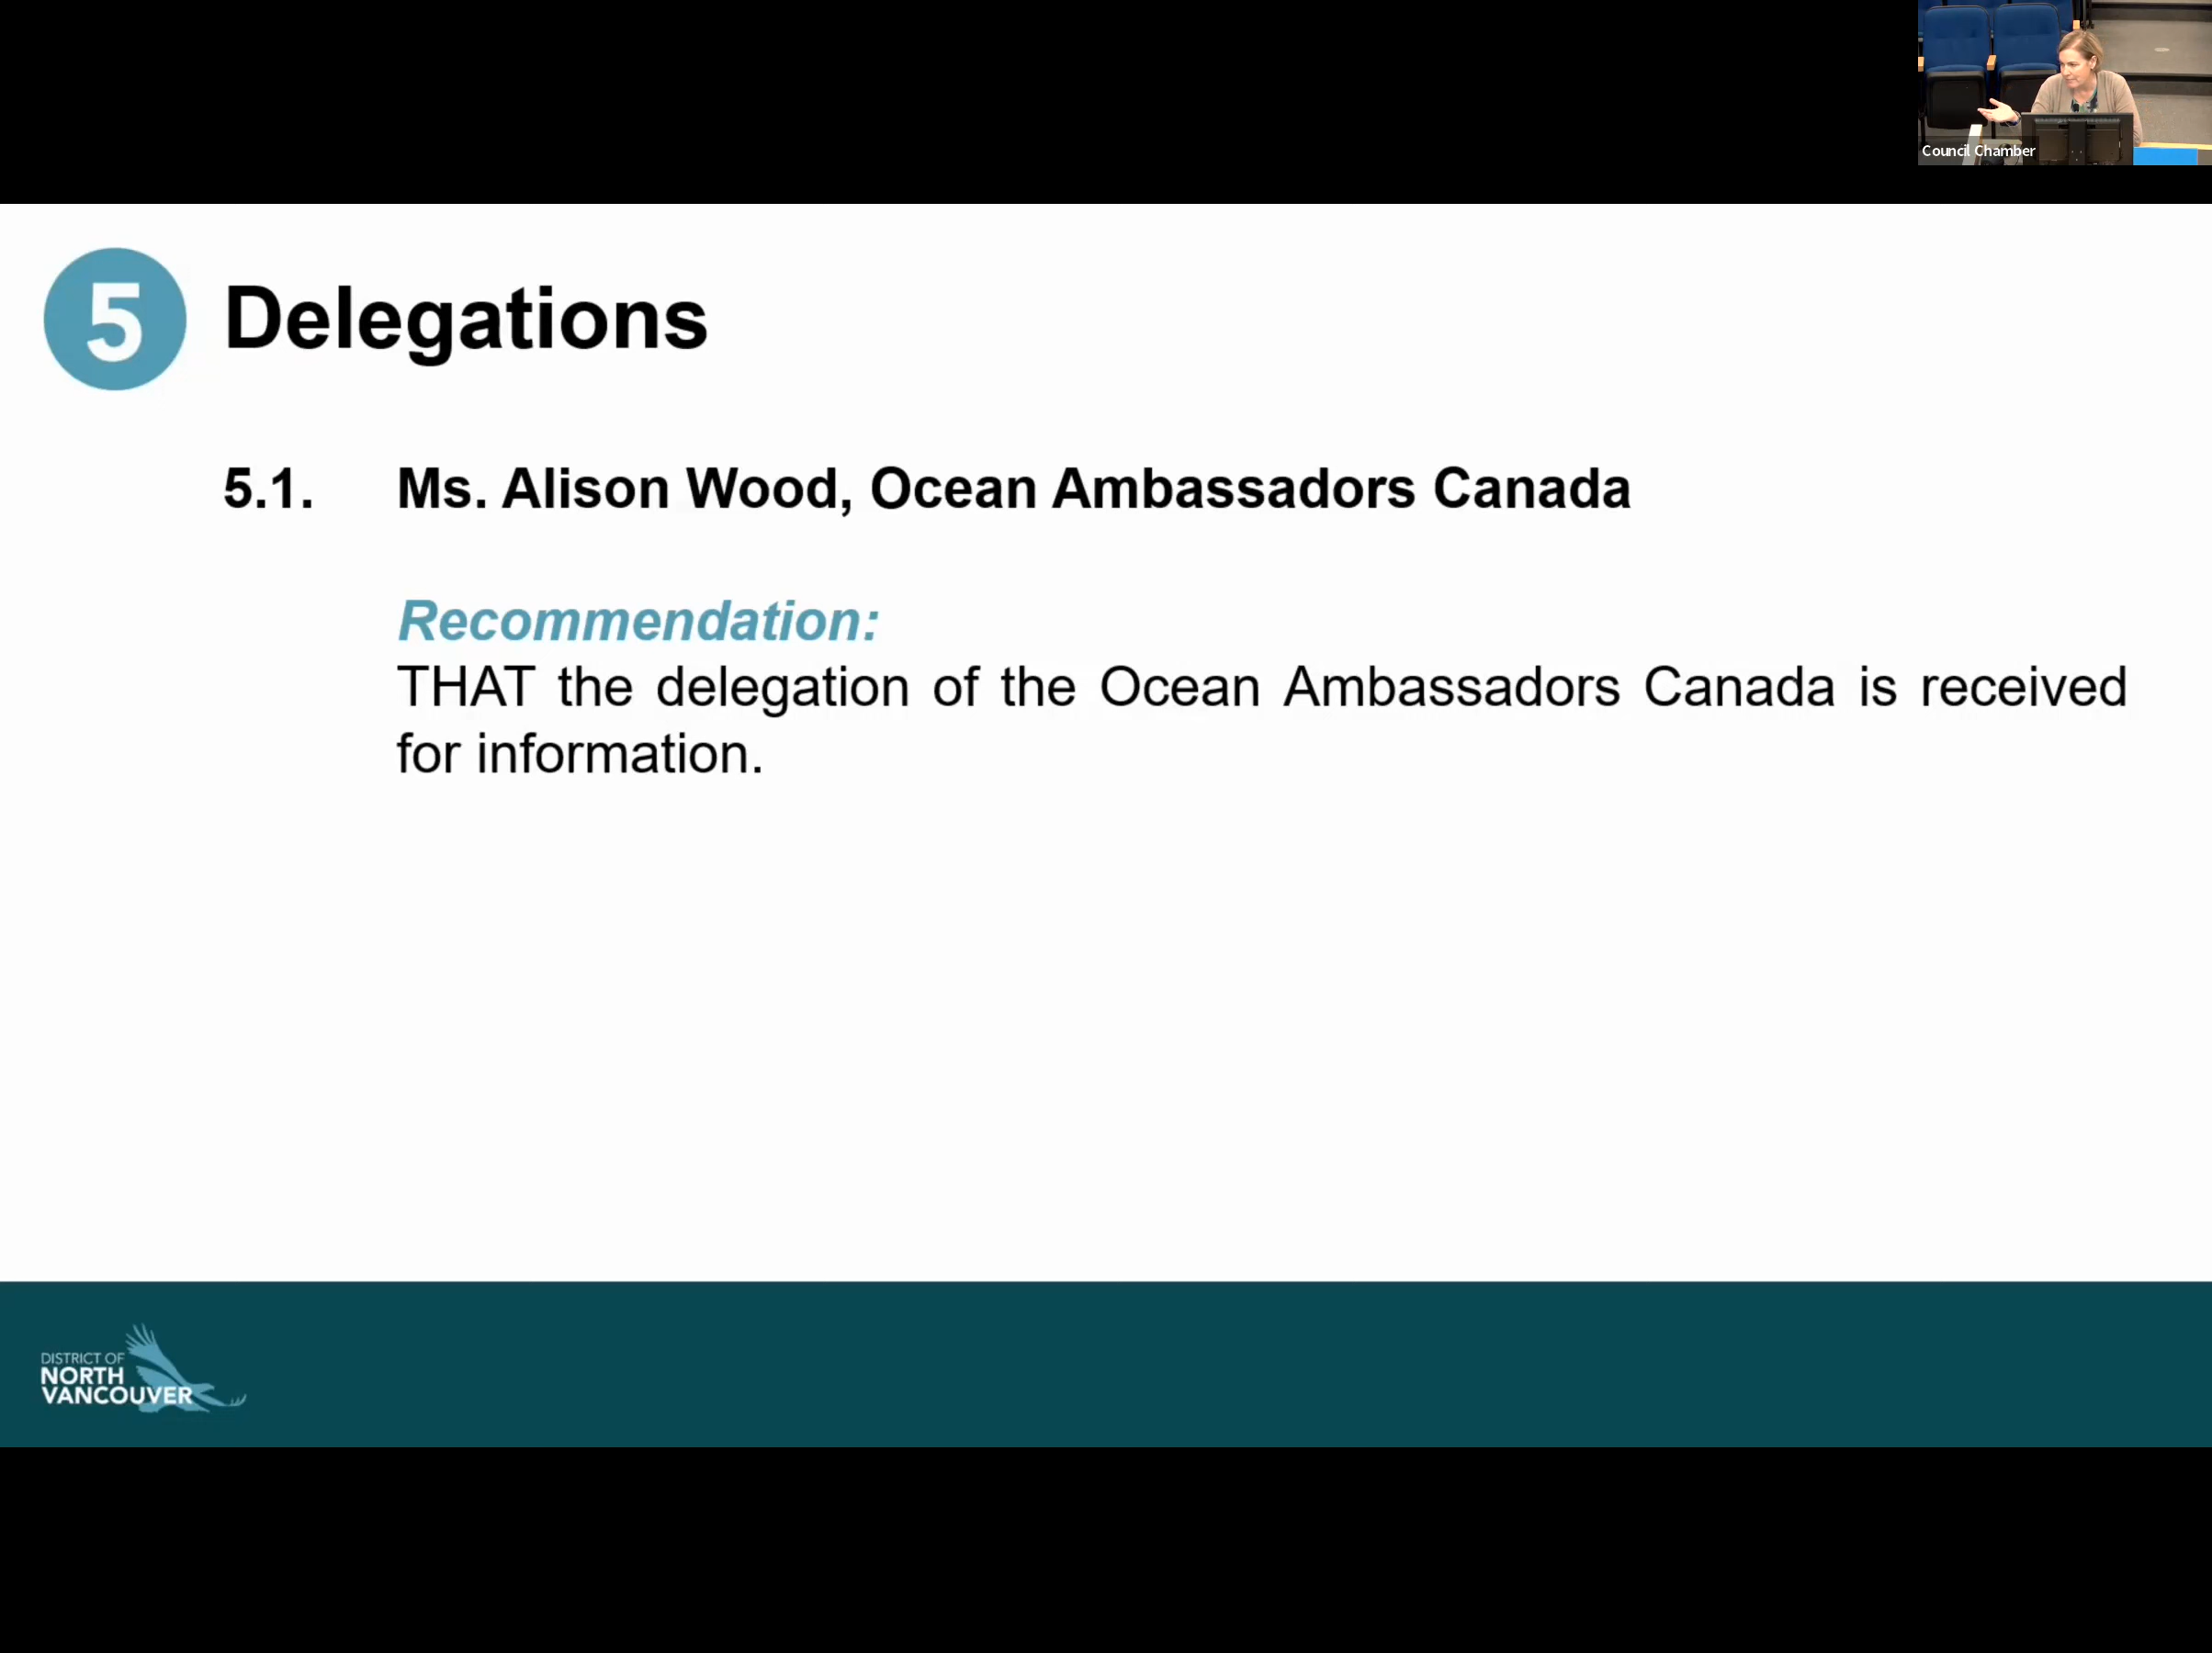 Council Chamber
5 Delegations
5.1. Ms. Alison Wood, Ocean Ambassadors Canada
Recommendation:
THAT the delegation of the Ocean Ambassadors Canada is received
for information.
DISTRICT OF
NORTH
VANCOUVER